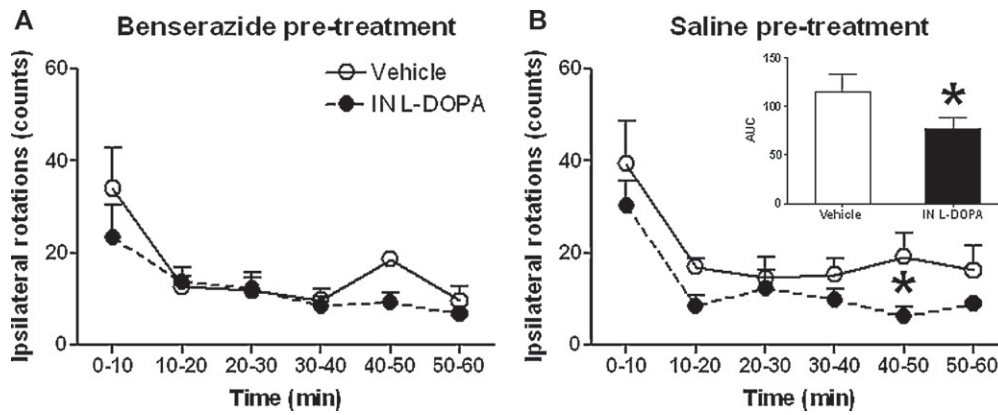 A Benserazide pre-treatment
Ipsilateral rotations (counts)
60
40
20
0
Vehicle
IN L-DOPA
0-10 10-20 20-30 30-40 40-50 50-60
Time (min)
B Saline pre-treatment
Ipsilateral rotations (counts)
60
40
20
0
*
0-10 10-20 20-30 30-40 40-50 50-60
Time (min)
AUC
150
100
50
0
*
Vehicle IN L-DOPA